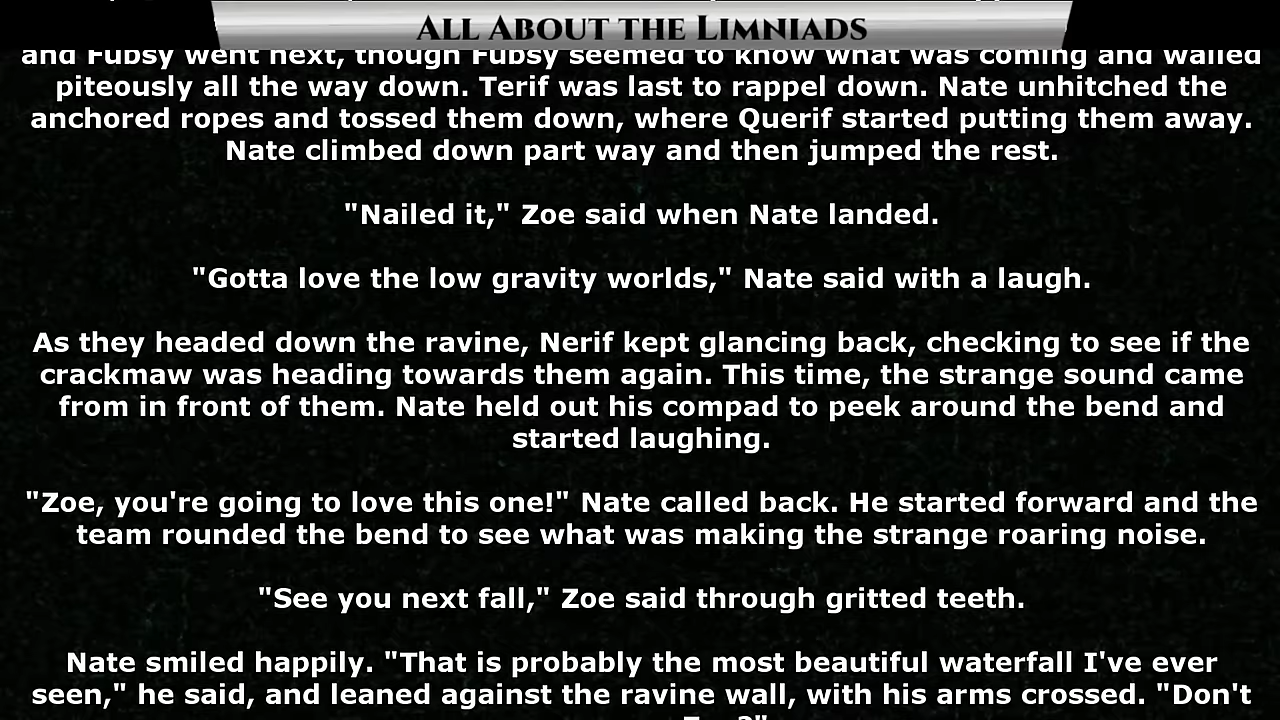 ALL ABOUT THE LIMNIADS
and Fubsy went next, though Fubsy seemed to know what was coming and wailed
piteously all the way down. Terif was last to rappel down. Nate unhitched the
anchored ropes and tossed them down, where Querif started putting them away.
Nate climbed down part way and then jumped the rest.
"Nailed it," Zoe said when Nate landed.
"Gotta love the low gravity worlds," Nate said with a laugh.
As they headed down the ravine, Nerif kept glancing back, checking to see if the
crackmaw was heading towards them again. This time, the strange sound came
from in front of them. Nate held out his compad to peek around the bend and
started laughing.
"Zoe, you're going to love this one!" Nate called back. He started forward and the
team rounded the bend to see what was making the strange roaring noise.
"See you next fall," Zoe said through gritted teeth.
Nate smiled happily. "That is probably the most beautiful waterfall I've ever
seen," he said, and leaned against the ravine wall, with his arms crossed. "Don't